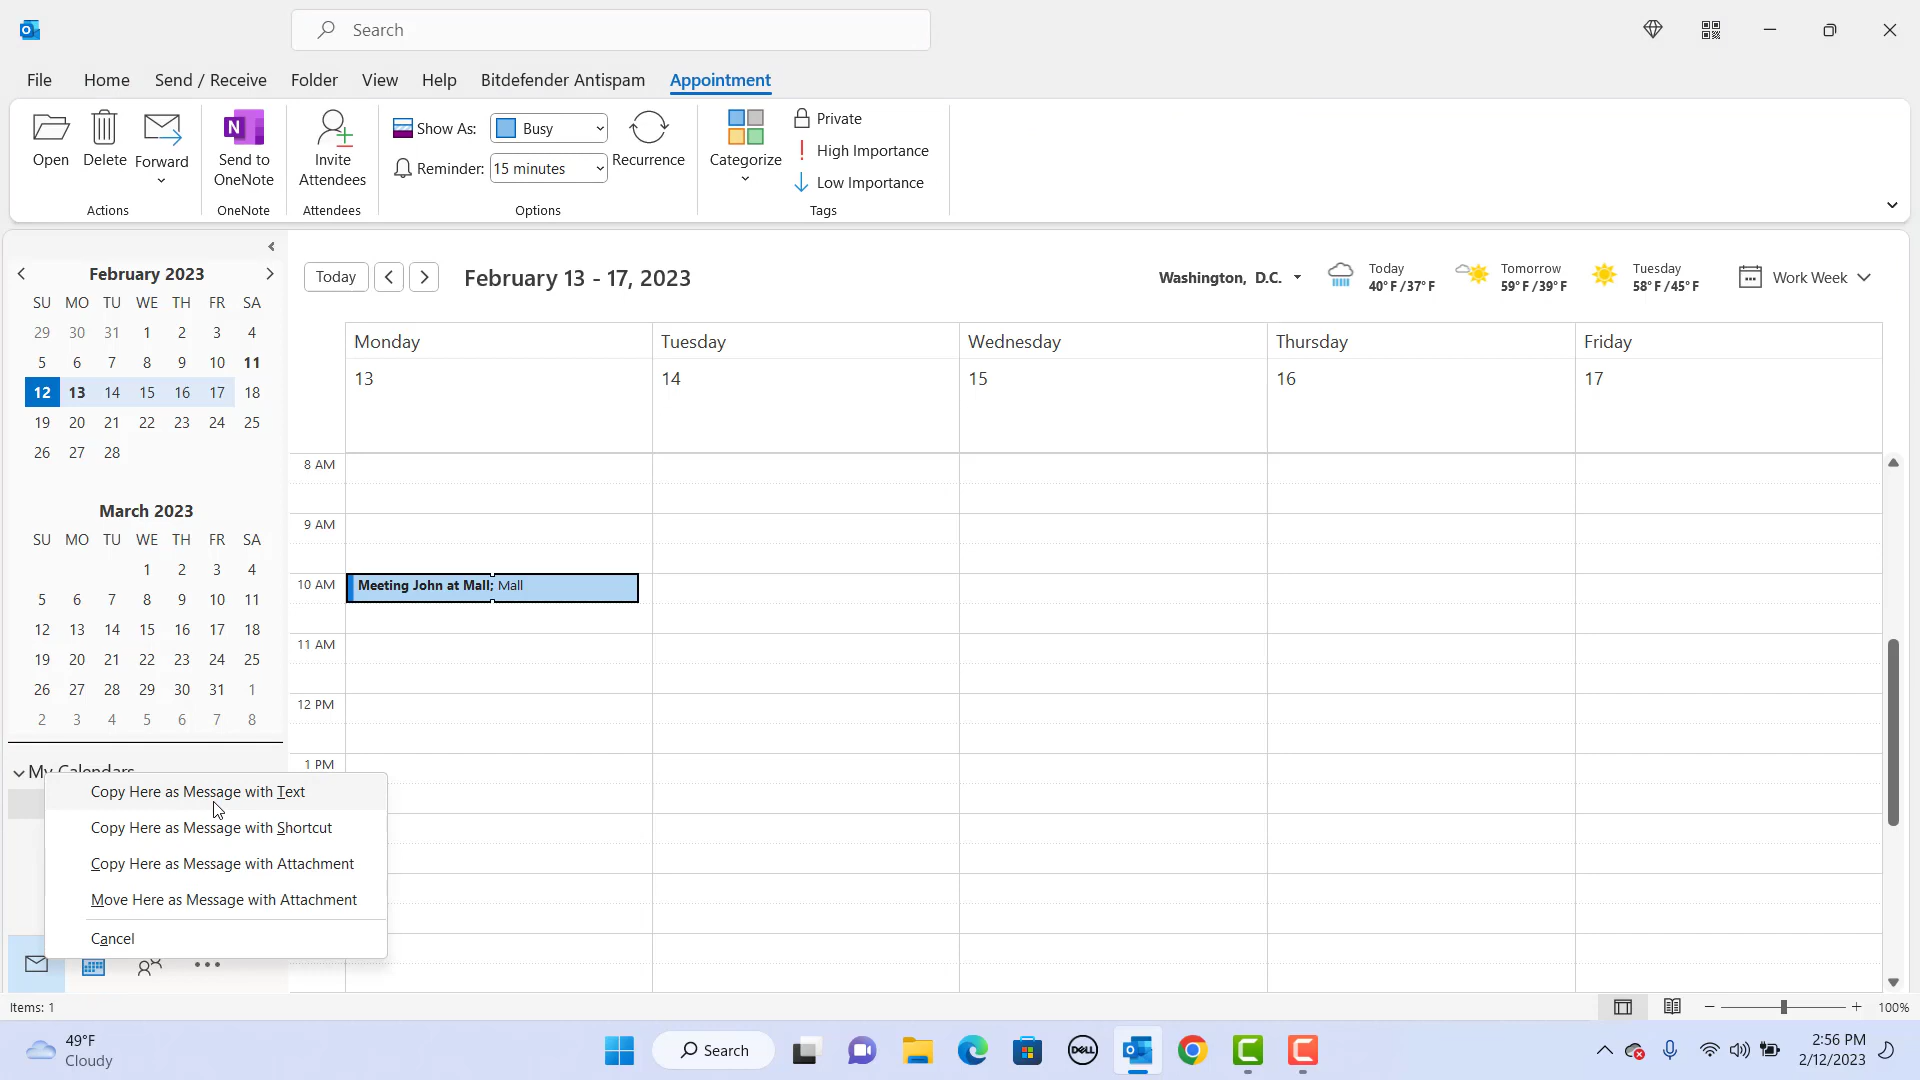 Search
File Home Send / Receive Folder View Help Bitdefender Antispam Appointment
Open
Delete
Forward
Actions
Send to
OneNote
OneNote
Invite
Attendees
Attendees
Show As: Busy
Reminder: 15 minutes
Recurrence
Options
Categorize
Private
High Importance
Low Importance
Tags
February 2023
SU MO TU WE TH FR SA
29 30 31 1 2 3 4
5 6 7 8 9 10 11
12 13 14 15 16 17 18
19 20 21 22 23 24 25
26 27 28
March 2023
SU MO TU WE TH FR SA
1 2 3 4
5 6 7 8 9 10 11
12 13 14 15 16 17 18
19 20 21 22 23 24 25
26 27 28 29 30 31 1
2 3 4 5 6 7 8
My Calendars
Copy Here as Message with Text
Copy Here as Message with Shortcut
Copy Here as Message with Attachment
Move Here as Message with Attachment
Cancel
Today
February 13 - 17, 2023
Washington, D.C.
Today
40°F/37°F
Tomorrow
59°F/39°F
Tuesday
58°F/45°F
Work Week
Monday Tuesday Wednesday Thursday Friday
13 14 15 16 17
8 AM
9 AM
10 AM
Meeting John at Mall; Mall
11 AM
12 PM
1 PM
Items: 1
100%
49°F
Cloudy
Search
DELL
2:56 PM
2/12/2023